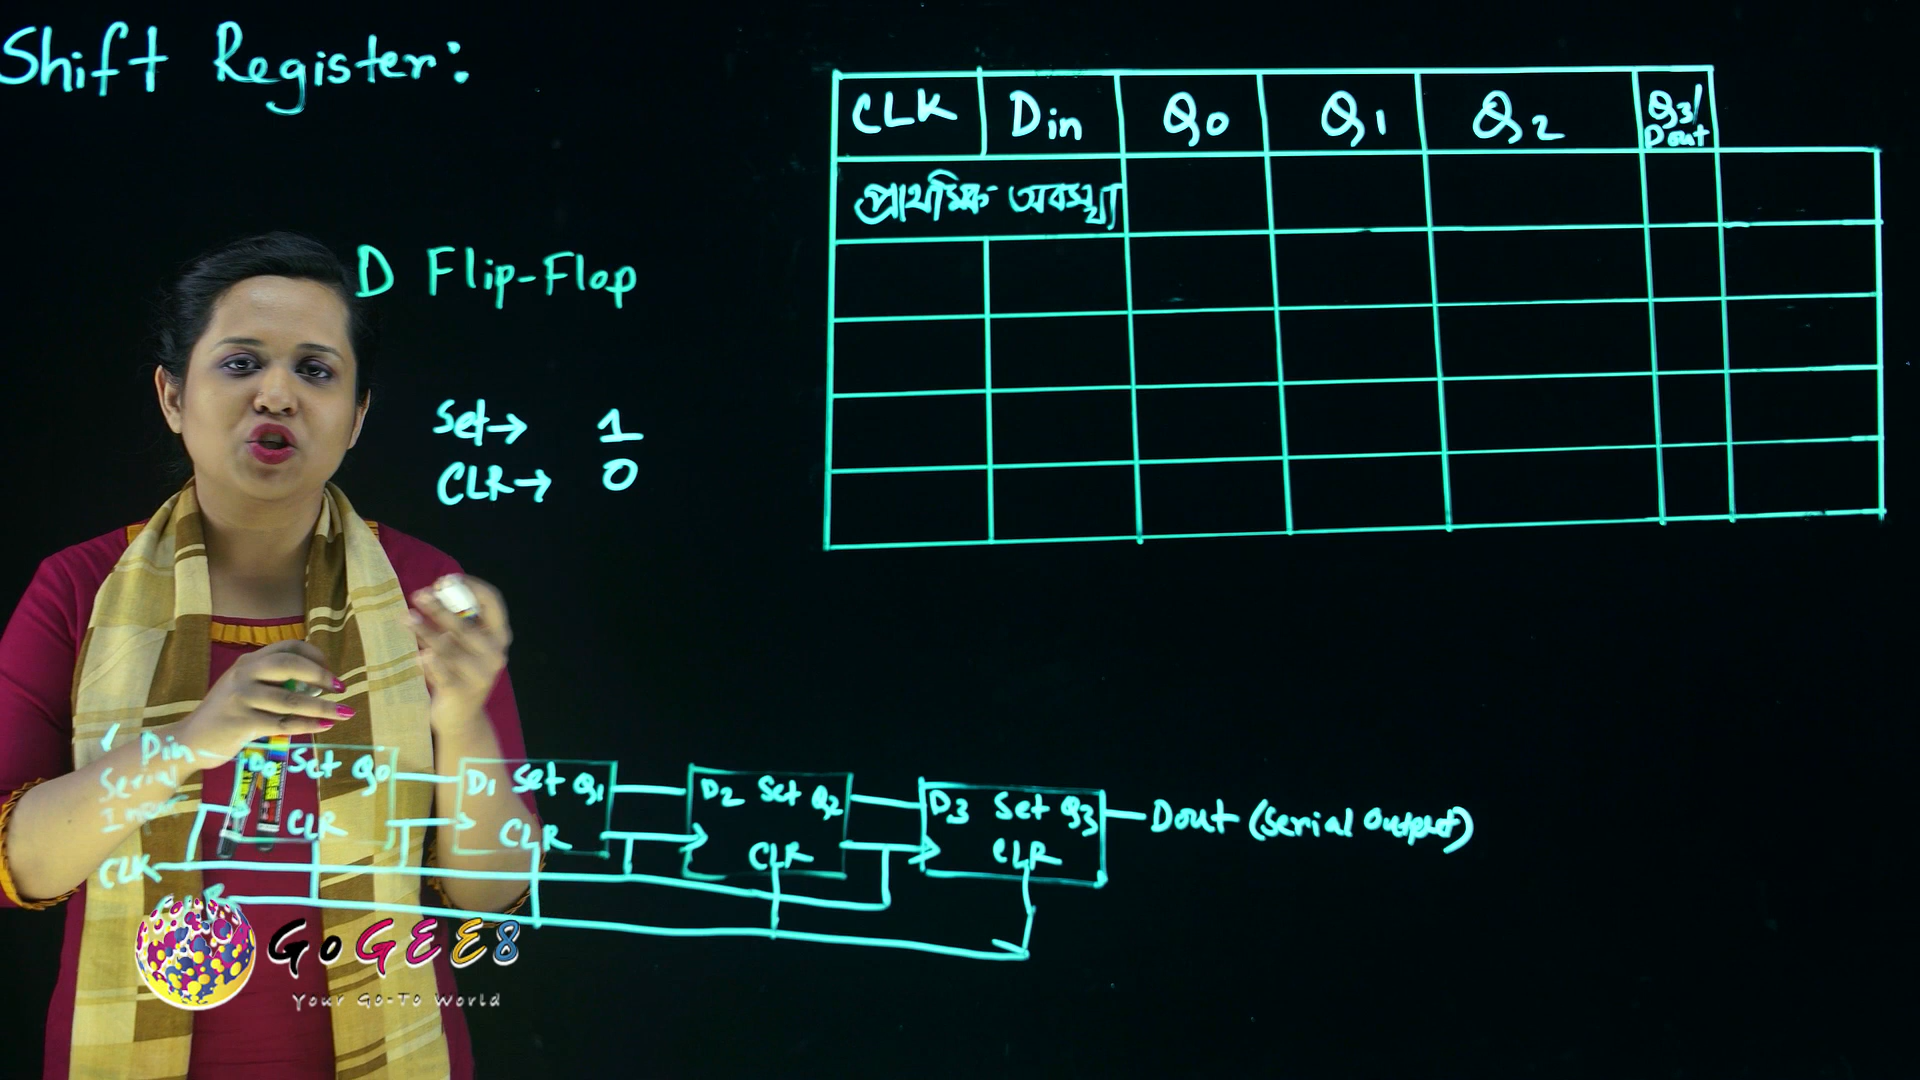 Shift Register:
CLK Din Q0 Q1 Q2 Q3/
Dout
প্রাথমিক অবস্থা
D Flip-Flop
Set→ 1
CLR→ 0
Din
Serial
D0 Set Q0
CLR
D1 Set Q1
CLR
D2 Set Q2
CLR
D3 Set Q3
CLR
Dout (Serial Output)
CLK
GoGEE8
Your Go-To World